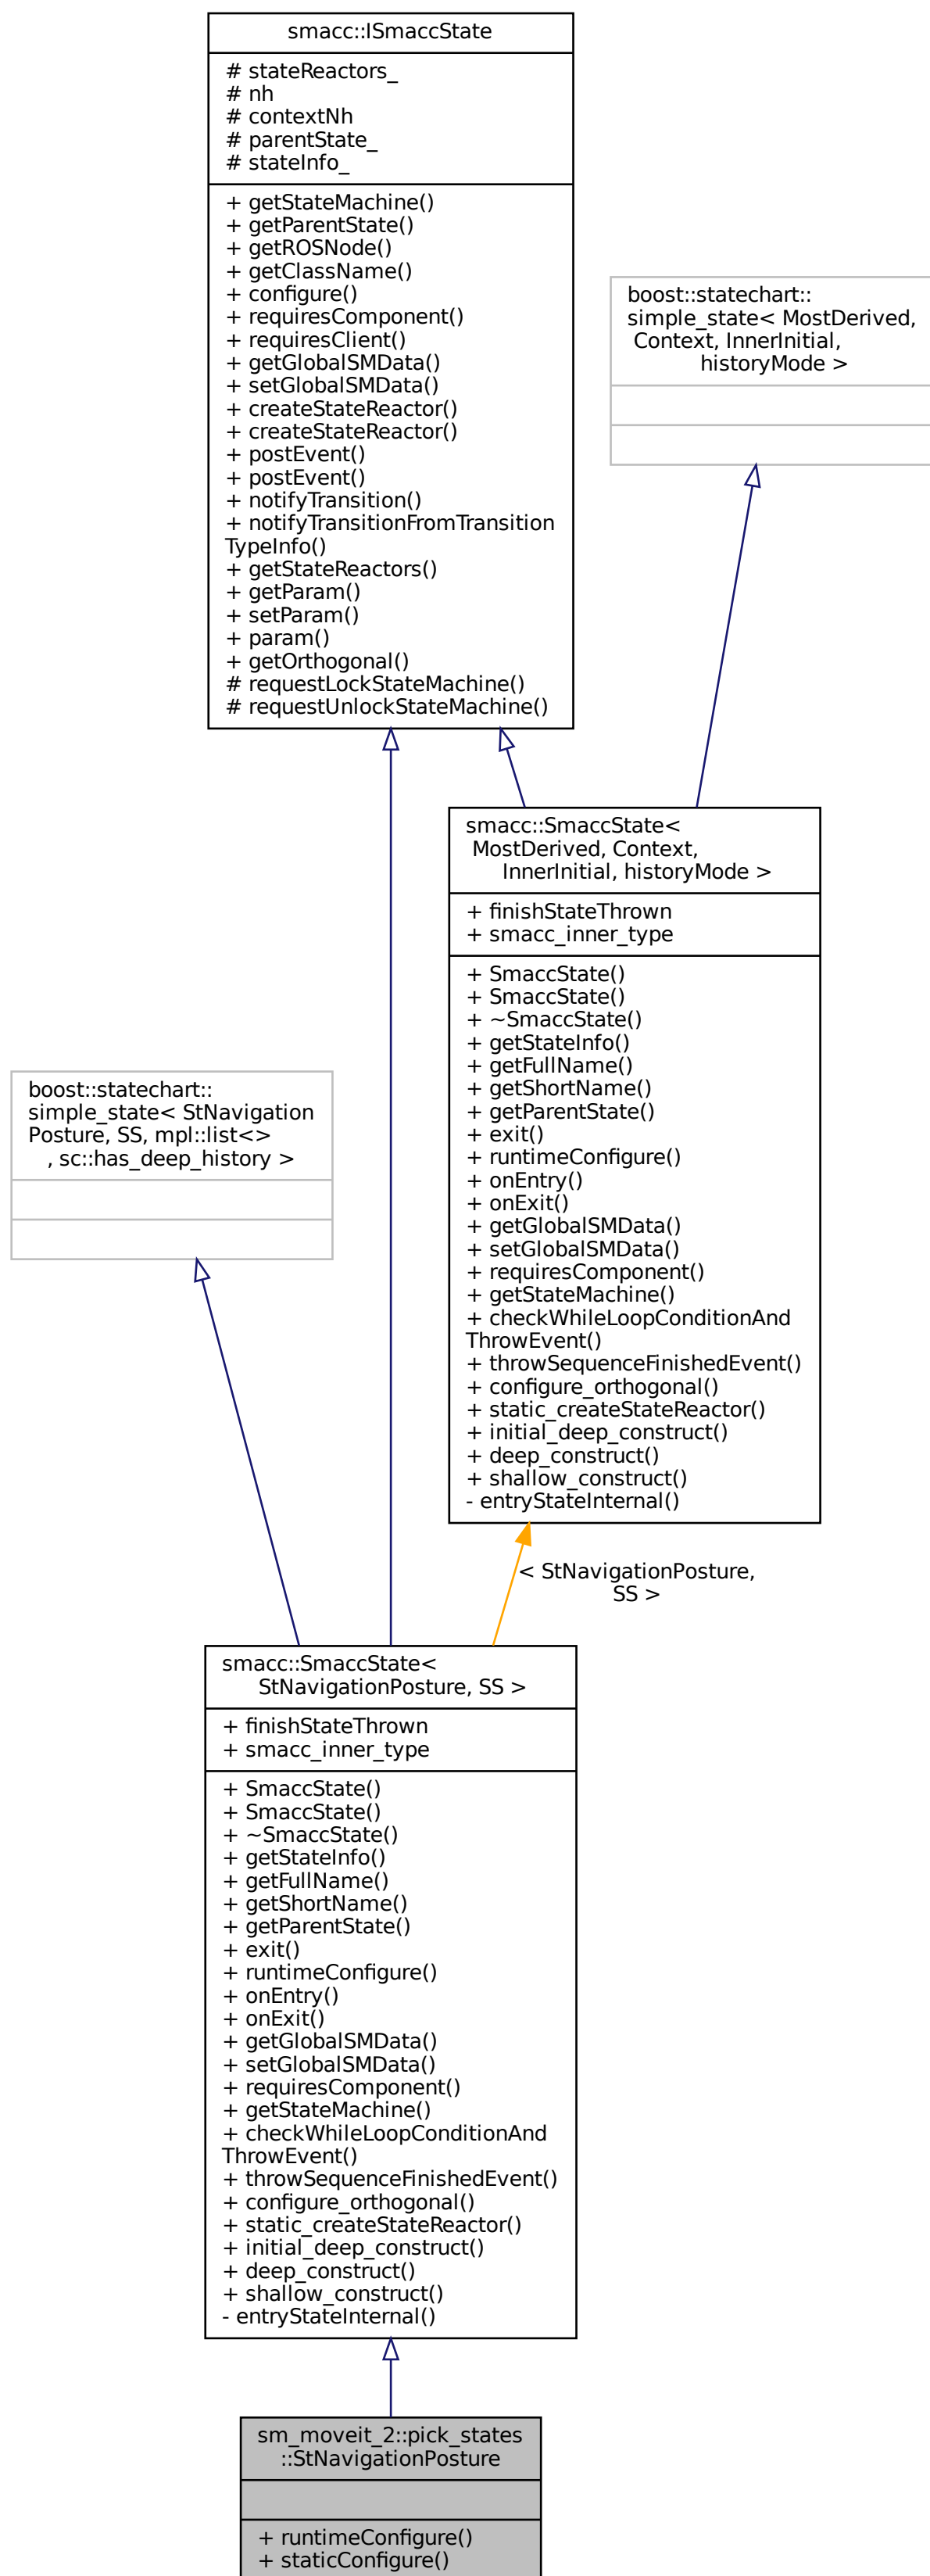 smacc::ISmaccState
# stateReactors_
# nh
# contextNh
# parentState_
# stateInfo_
+ getStateMachine()
+ getParentState()
+ getROSNode()
+ getClassName()
+ configure()
+ requiresComponent()
+ requiresClient()
+ getGlobalSMData()
+ setGlobalSMData()
+ createStateReactor()
+ createStateReactor()
+ postEvent()
+ postEvent()
+ notifyTransition()
+ notifyTransitionFromTransition
TypeInfo()
+ getStateReactors()
+ getParam()
+ setParam()
+ param()
+ getOrthogonal()
# requestLockStateMachine()
# requestUnlockStateMachine()
boost::statechart::
simple_state< MostDerived,
Context, InnerInitial,
historyMode >
smacc::SmaccState<
MostDerived, Context,
InnerInitial, historyMode >
+ finishStateThrown
+ smacc_inner_type
+ SmaccState()
+ SmaccState()
+ ~SmaccState()
+ getStateInfo()
+ getFullName()
+ getShortName()
+ getParentState()
+ exit()
+ runtimeConfigure()
+ onEntry()
+ onExit()
+ getGlobalSMData()
+ setGlobalSMData()
+ requiresComponent()
+ getStateMachine()
+ checkWhileLoopConditionAnd
ThrowEvent()
+ throwSequenceFinishedEvent()
+ configure_orthogonal()
+ static_createStateReactor()
+ initial_deep_construct()
+ deep_construct()
+ shallow_construct()
- entryStateInternal()
boost::statechart::
simple_state< StNavigation
Posture, SS, mpl::list<>
, sc::has_deep_history >
< StNavigationPosture,
SS >
smacc::SmaccState<
StNavigationPosture, SS >
+ finishStateThrown
+ smacc_inner_type
+ SmaccState()
+ SmaccState()
+ ~SmaccState()
+ getStateInfo()
+ getFullName()
+ getShortName()
+ getParentState()
+ exit()
+ runtimeConfigure()
+ onEntry()
+ onExit()
+ getGlobalSMData()
+ setGlobalSMData()
+ requiresComponent()
+ getStateMachine()
+ checkWhileLoopConditionAnd
ThrowEvent()
+ throwSequenceFinishedEvent()
+ configure_orthogonal()
+ static_createStateReactor()
+ initial_deep_construct()
+ deep_construct()
+ shallow_construct()
- entryStateInternal()
sm_moveit_2::pick_states
::StNavigationPosture
+ runtimeConfigure()
+ staticConfigure()